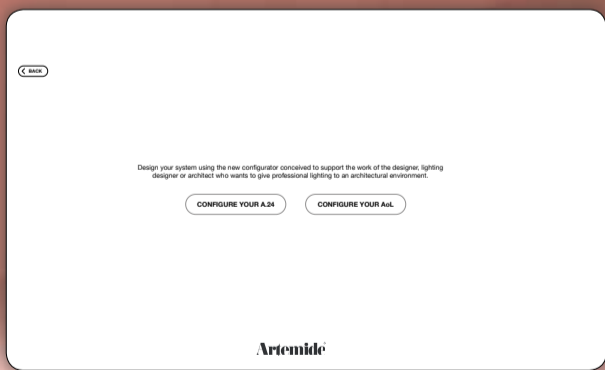 BACK
Design your system using the new configurator conceived to support the work of the designer, lighting
designer or architect who wants to give professional lighting to an architectural environment.
CONFIGURE YOUR A.24 CONFIGURE YOUR AoL
Artemide